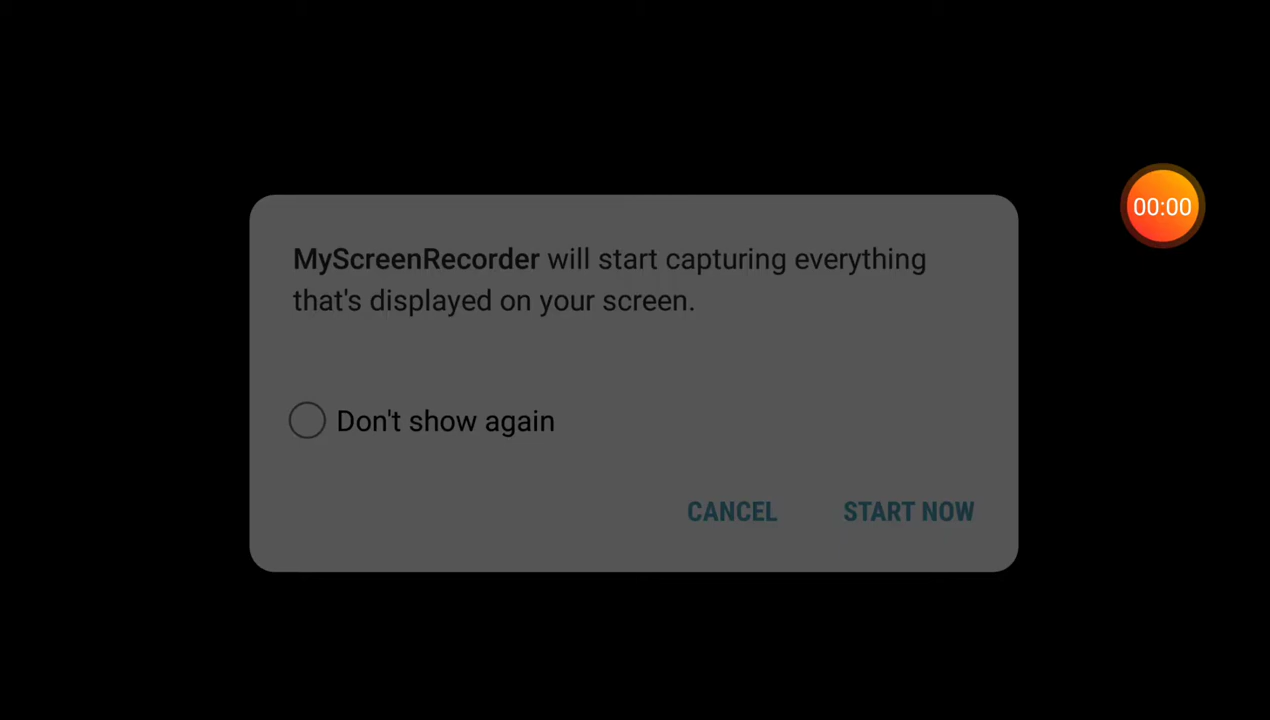 00:00
MyScreenRecorder will start capturing everything
that's displayed on your screen.
Don't show again
CANCEL START NOW